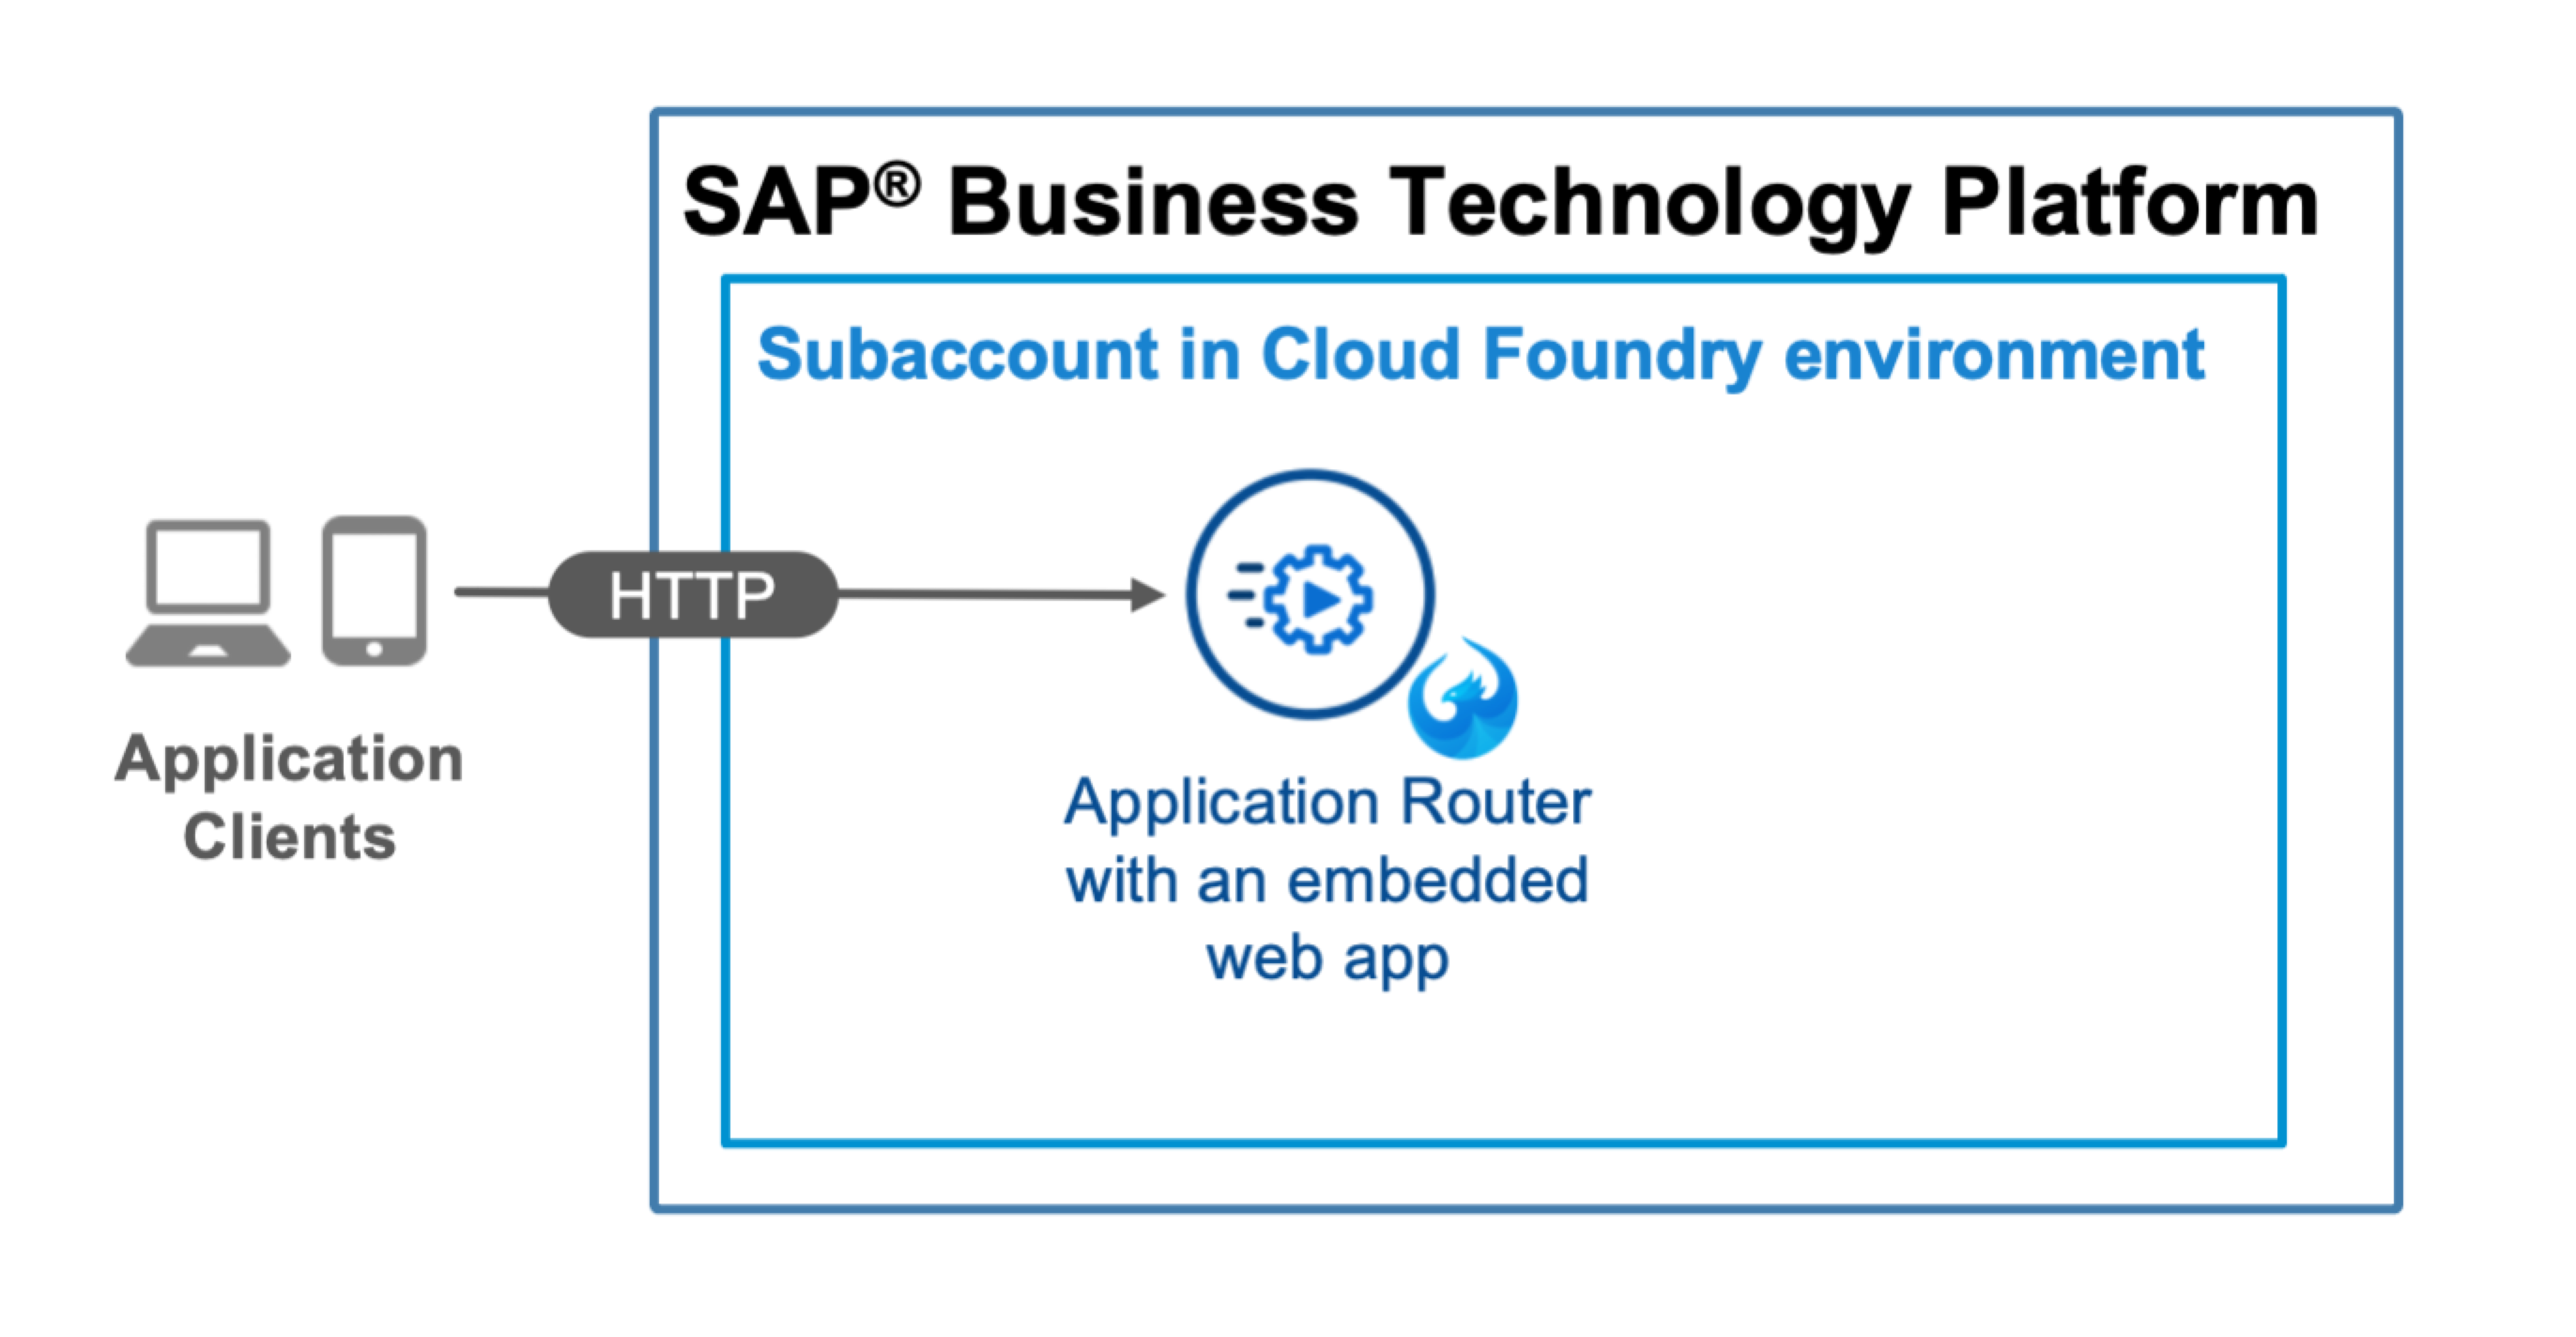 SAP® Business Technology Platform
Subaccount in Cloud Foundry environment
HTTP
Application
Clients
Application Router
with an embedded
web app